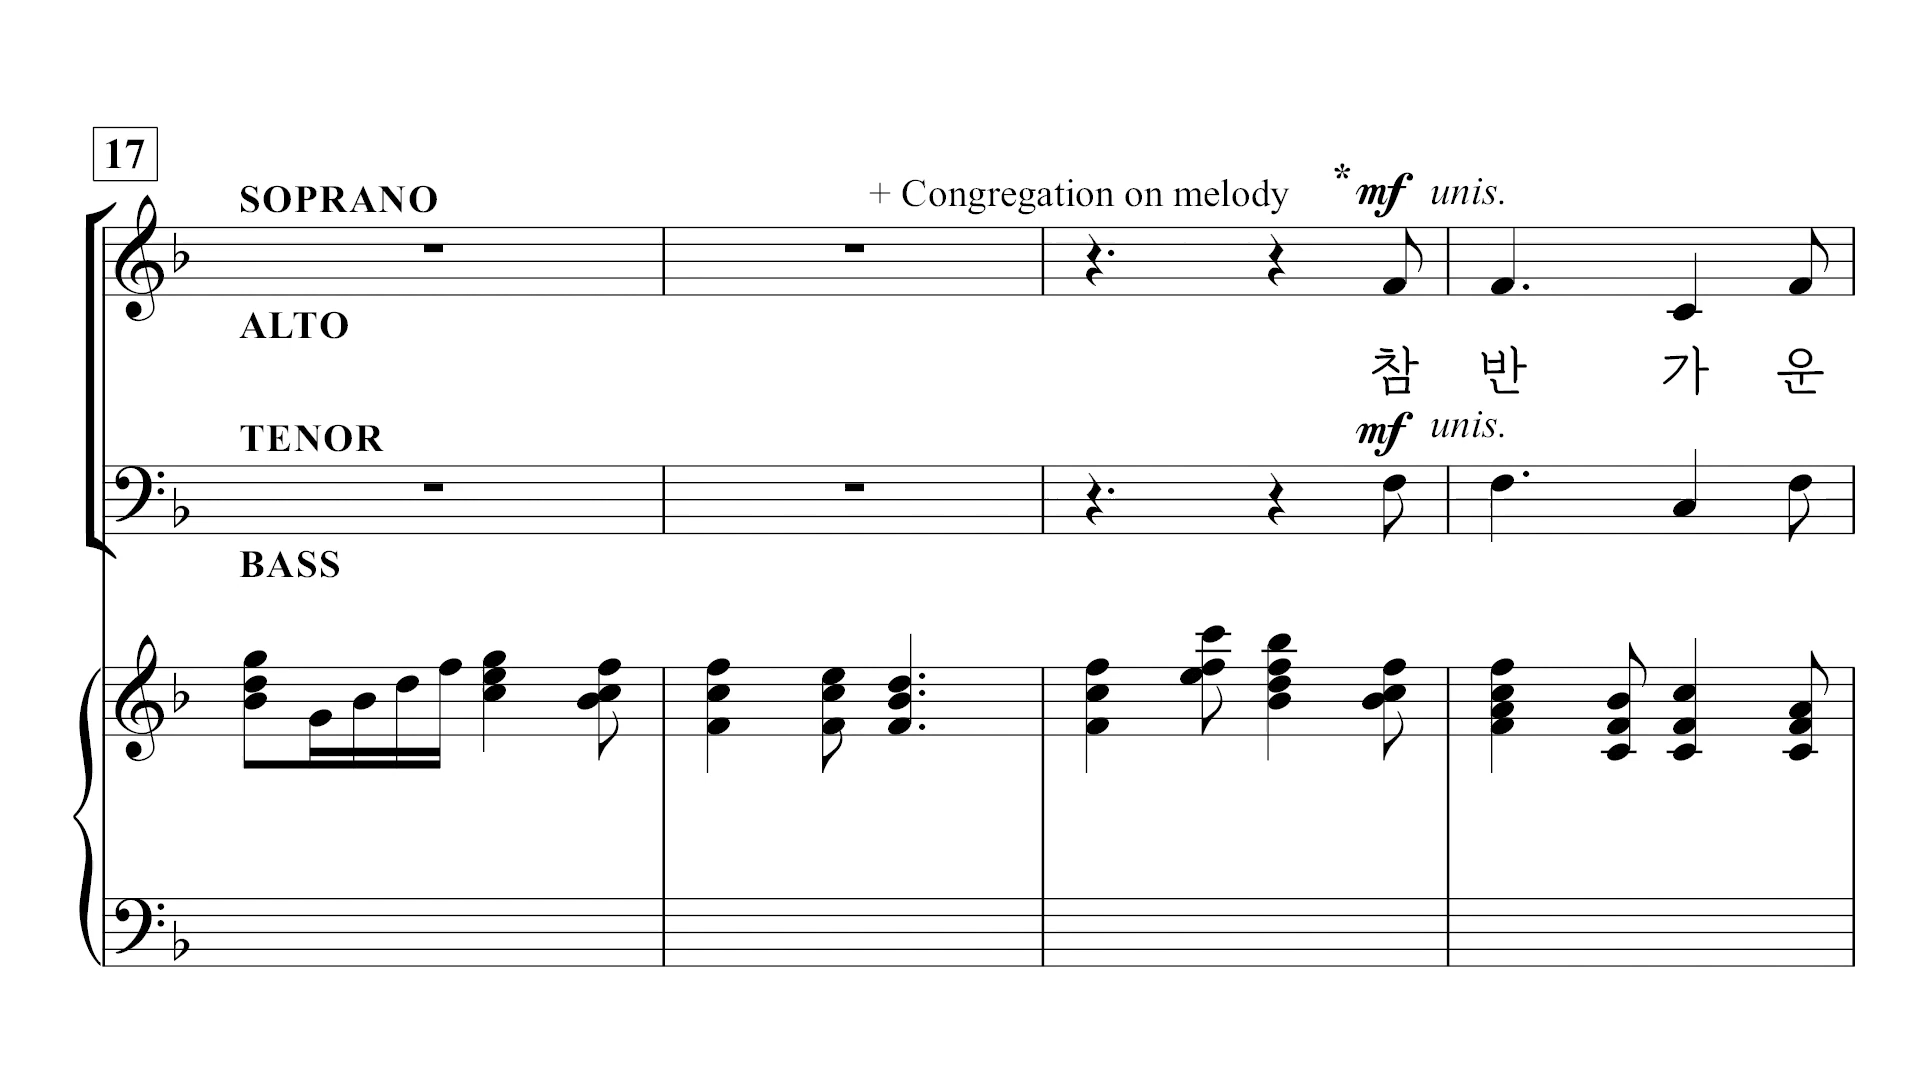 17
SOPRANO
+ Congregation on melody * mf unis.
ALTO
참 반 가 운
TENOR
mf unis.
BASS